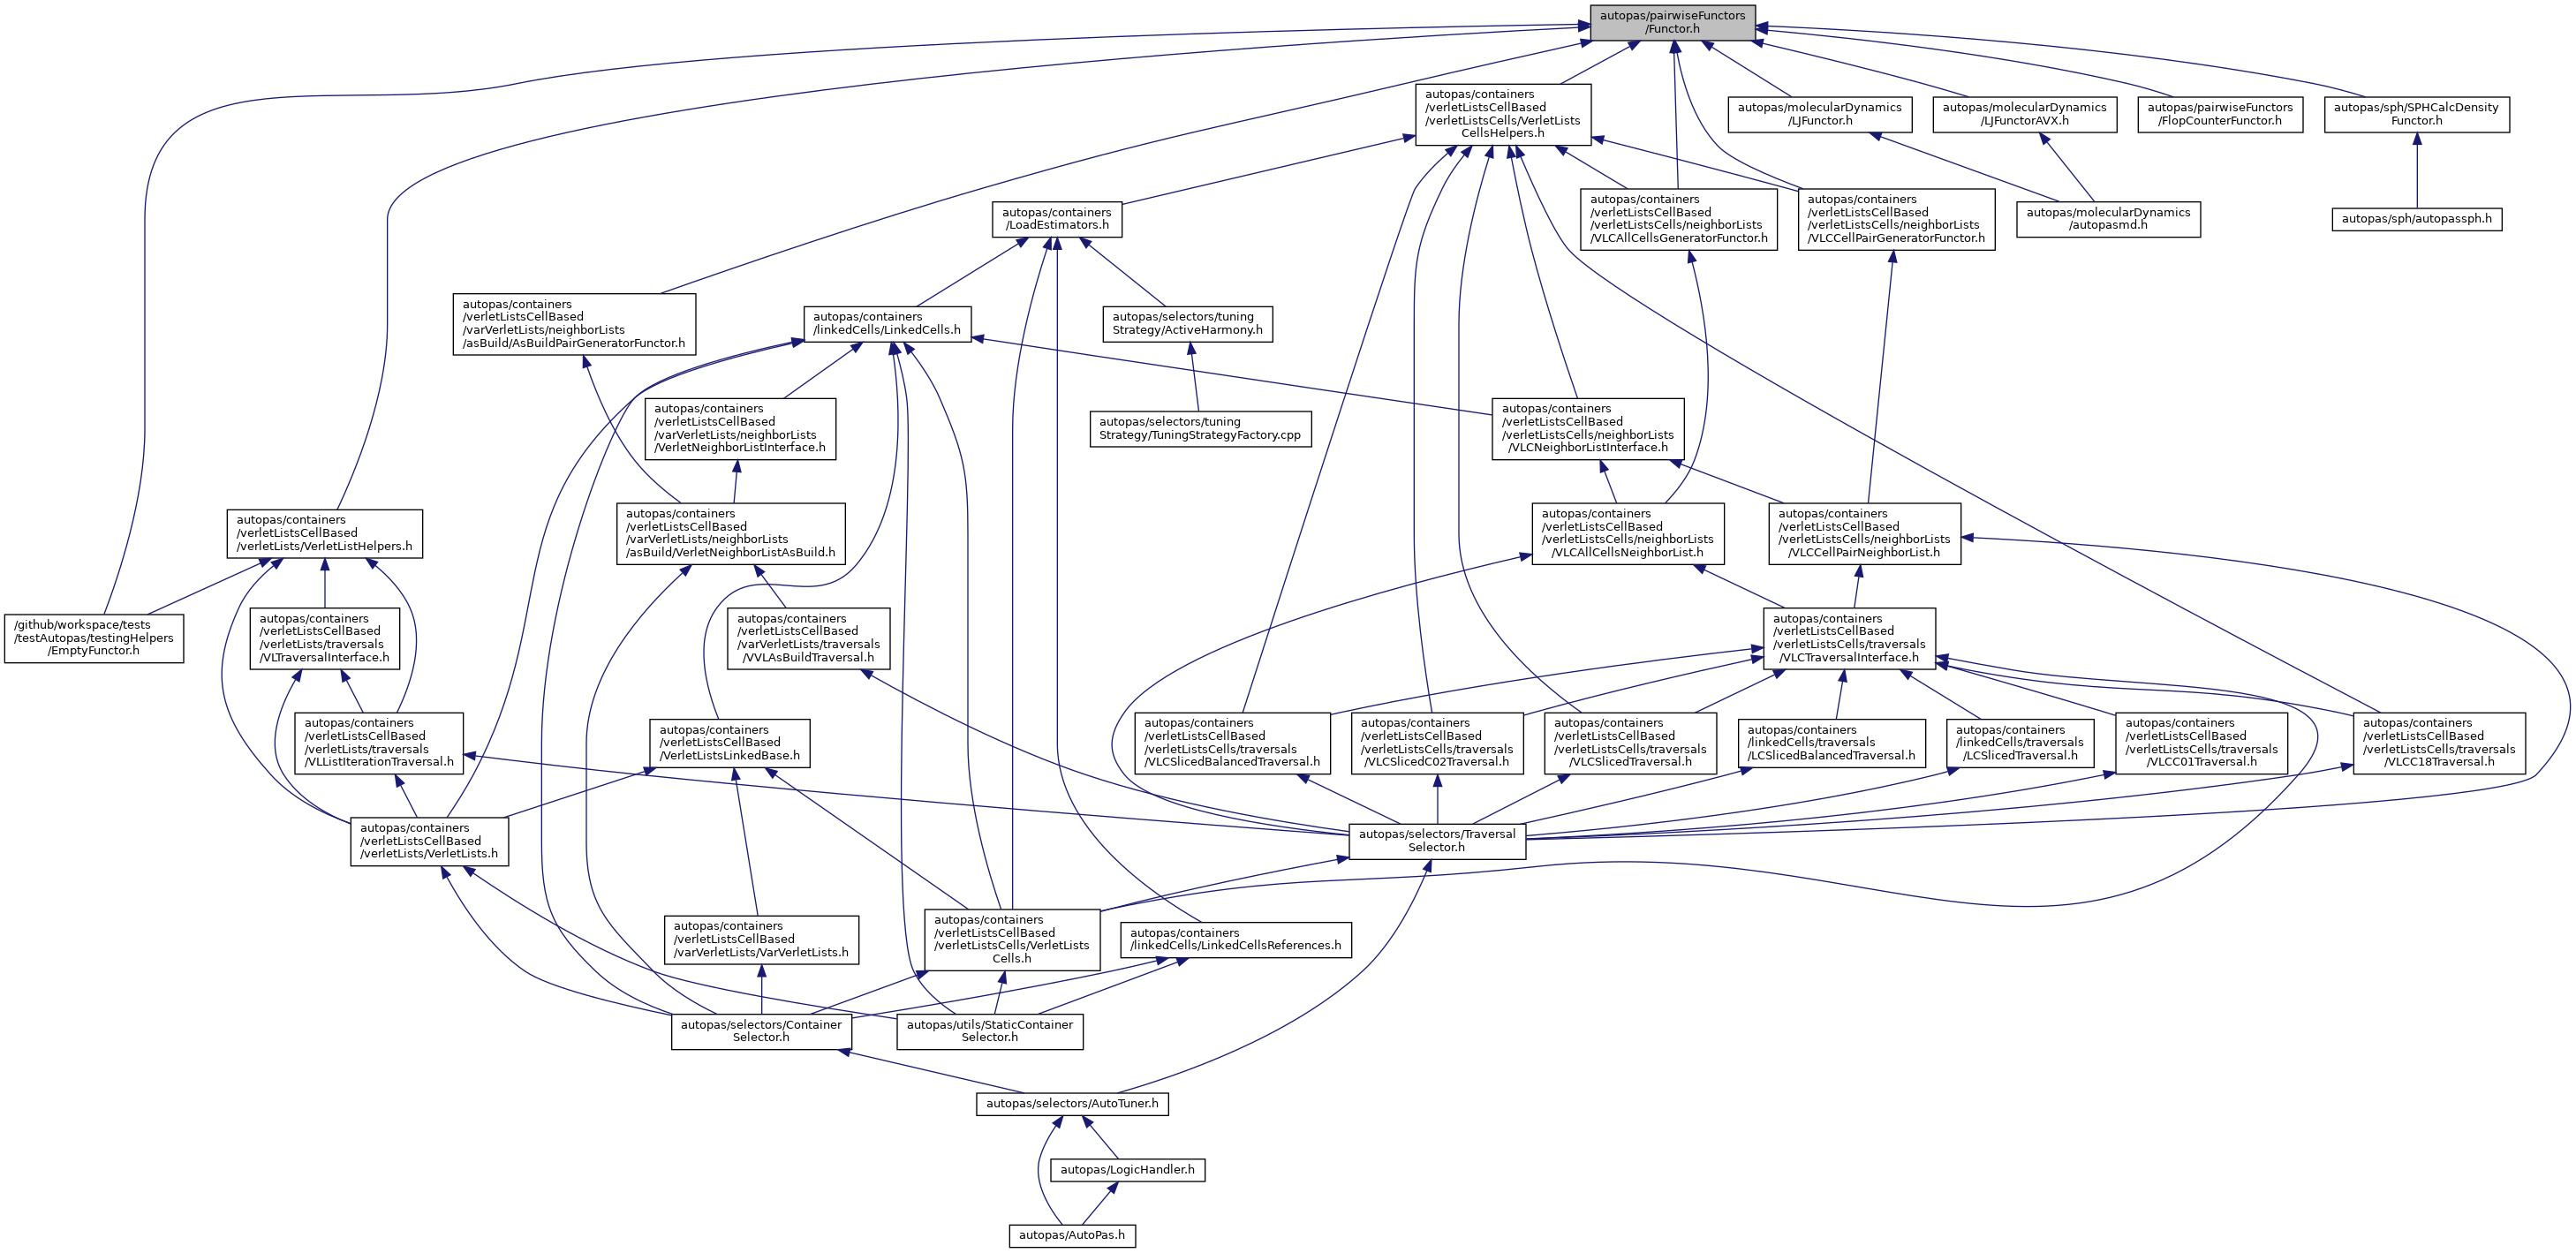 autopas/pairwiseFunctors
/Functor.h
autopas/containers
/verletListsCellBased
/verletListsCells/VerletLists
CellsHelpers.h
autopas/molecularDynamics
/LJFunctor.h
autopas/molecularDynamics
/LJFunctorAVX.h
autopas/pairwiseFunctors
/FlopCounterFunctor.h
autopas/sph/SPHCalcDensity
Functor.h
autopas/containers
/LoadEstimators.h
autopas/containers
/verletListsCellBased
/verletListsCells/neighborLists
/VLCAllCellsGeneratorFunctor.h
autopas/containers
/verletListsCellBased
/verletListsCells/neighborLists
/VLCCellPairGeneratorFunctor.h
autopas/molecularDynamics
/autopasmd.h
autopas/sph/autopassph.h
autopas/containers
/verletListsCellBased
/varVerletLists/neighborLists
/asBuild/AsBuildPairGeneratorFunctor.h
autopas/containers
/linkedCells/LinkedCells.h
autopas/selectors/tuning
Strategy/ActiveHarmony.h
autopas/containers
/verletListsCellBased
/varVerletLists/neighborLists
/VerletNeighborListInterface.h
autopas/selectors/tuning
Strategy/TuningStrategyFactory.cpp
autopas/containers
/verletListsCellBased
/verletListsCells/neighborLists
/VLCNeighborListInterface.h
autopas/containers
/verletListsCellBased
/verletLists/VerletListHelpers.h
autopas/containers
/verletListsCellBased
/varVerletLists/neighborLists
/asBuild/VerletNeighborListAsBuild.h
autopas/containers
/verletListsCellBased
/verletListsCells/neighborLists
/VLCAllCellsNeighborList.h
autopas/containers
/verletListsCellBased
/verletListsCells/neighborLists
/VLCCellPairNeighborList.h
/github/workspace/tests
/testAutopas/testingHelpers
/EmptyFunctor.h
autopas/containers
/verletListsCellBased
/verletLists/traversals
/VLTraversalInterface.h
autopas/containers
/verletListsCellBased
/varVerletLists/traversals
/VVLAsBuildTraversal.h
autopas/containers
/verletListsCellBased
/verletListsCells/traversals
/VLCTraversalInterface.h
autopas/containers
/verletListsCellBased
/verletLists/traversals
/VLListIterationTraversal.h
autopas/containers
/verletListsCellBased
/VerletListsLinkedBase.h
autopas/containers
/verletListsCellBased
/verletListsCells/traversals
/VLCSlicedBalancedTraversal.h
autopas/containers
/verletListsCellBased
/verletListsCells/traversals
/VLCSlicedC02Traversal.h
autopas/containers
/verletListsCellBased
/verletListsCells/traversals
/VLCSlicedTraversal.h
autopas/containers
/linkedCells/traversals
/LCSlicedBalancedTraversal.h
autopas/containers
/linkedCells/traversals
/LCSlicedTraversal.h
autopas/containers
/verletListsCellBased
/verletListsCells/traversals
/VLCC01Traversal.h
autopas/containers
/verletListsCellBased
/verletListsCells/traversals
/VLCC18Traversal.h
autopas/containers
/verletListsCellBased
/verletLists/VerletLists.h
autopas/selectors/Traversal
Selector.h
autopas/containers
/verletListsCellBased
/varVerletLists/VarVerletLists.h
autopas/containers
/verletListsCellBased
/verletListsCells/VerletLists
Cells.h
autopas/containers
/linkedCells/LinkedCellsReferences.h
autopas/selectors/Container
Selector.h
autopas/utils/StaticContainer
Selector.h
autopas/selectors/AutoTuner.h
autopas/LogicHandler.h
autopas/AutoPas.h